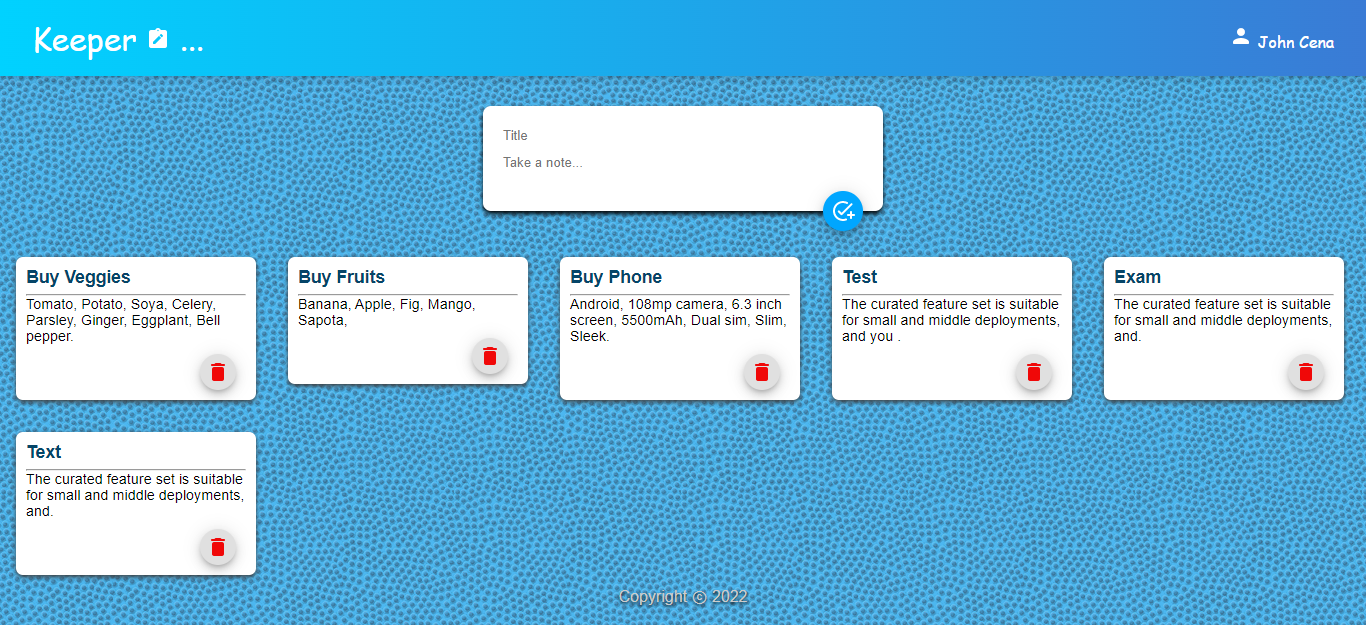 Keeper ...
John Cena
Title
Take a note...
Buy Veggies
Tomato, Potato, Soya, Celery,
Parsley, Ginger, Eggplant, Bell
pepper.
Buy Fruits
Banana, Apple, Fig, Mango,
Sapota,
Buy Phone
Android, 108mp camera, 6.3 inch
screen, 5500mAh, Dual sim, Slim,
Sleek.
Test
The curated feature set is suitable
for small and middle deployments,
and you .
Exam
The curated feature set is suitable
for small and middle deployments,
and.
Text
The curated feature set is suitable
for small and middle deployments,
and.
Copyright © 2022